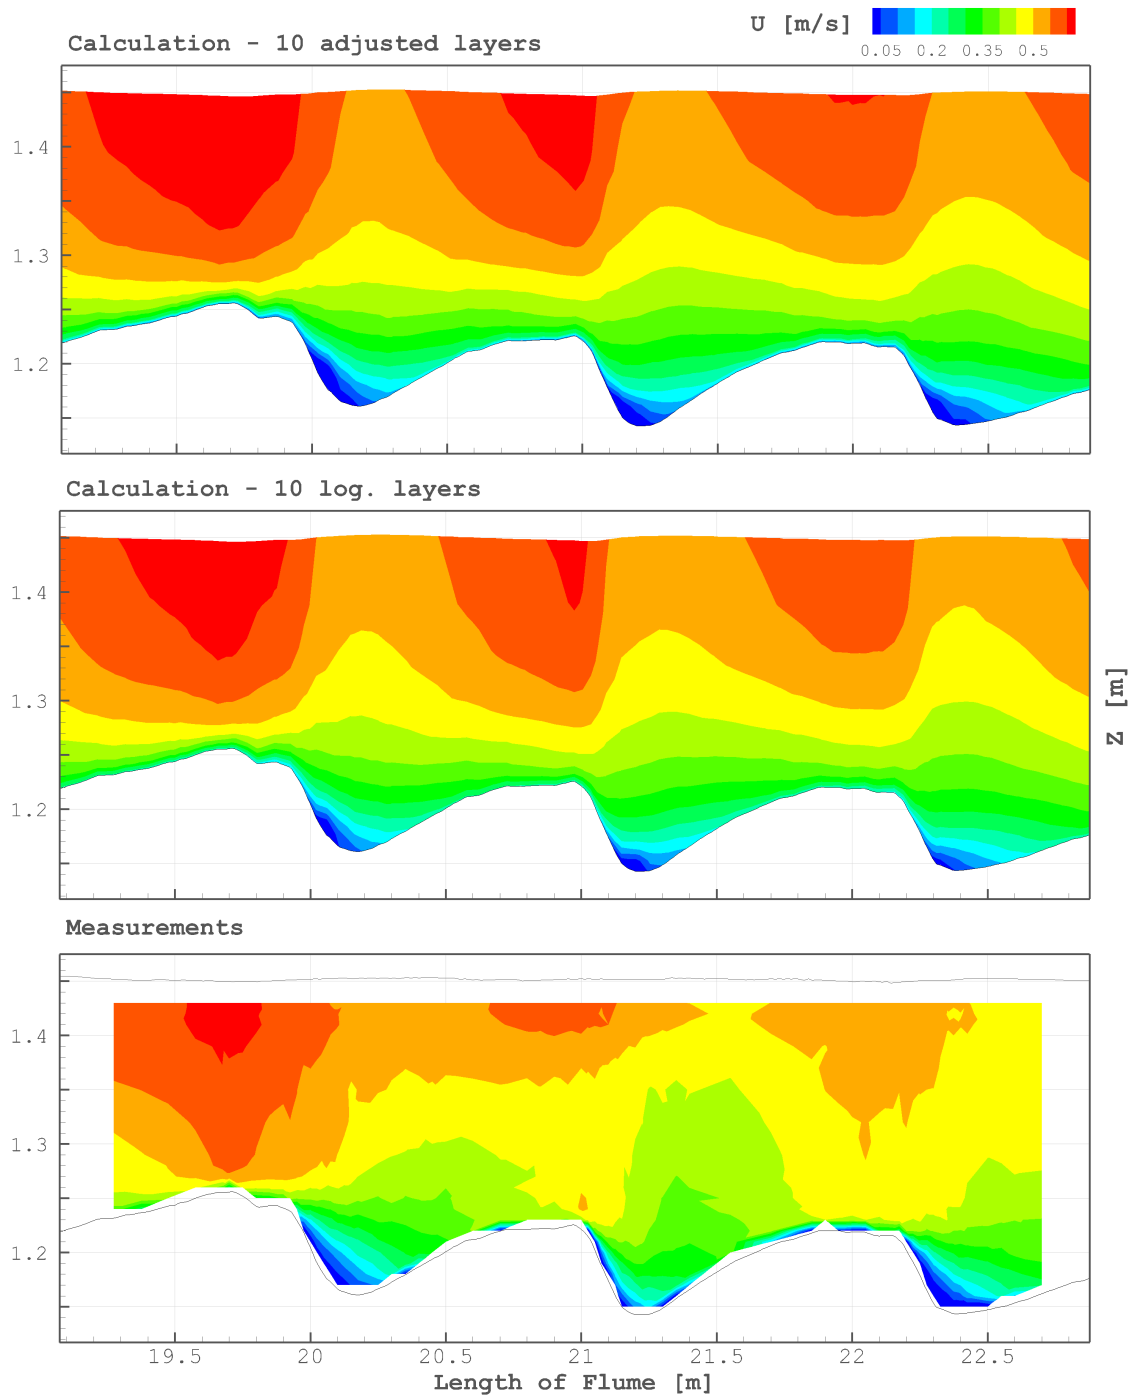 U [m/s]
Calculation - 10 adjusted layers
0.05 0.2 0.35 0.5
1.4
1.3
1.2
Calculation - 10 log. layers
1.4
1.3
1.2
Z [m]
Measurements
1.4
1.3
1.2
19.5 20 20.5 21 21.5 22 22.5
Length of Flume [m]